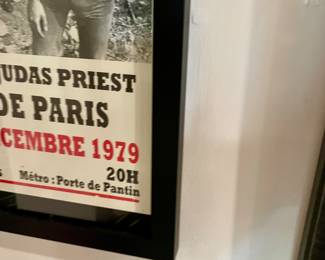 JUDAS PRIEST
DE PARIS
CEMBRE 1979
20H
Métro : Porte de Pantin